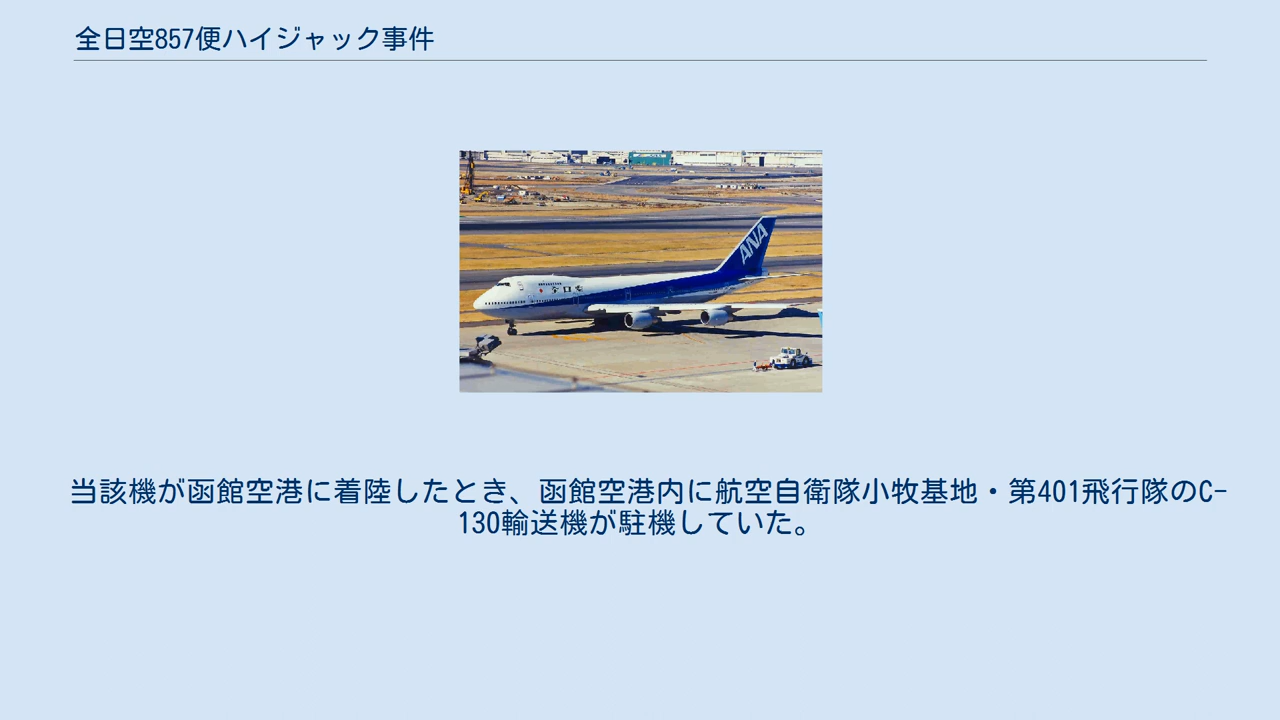 全日空857便ハイジャック事件
ANA
全日空
当該機が函館空港に着陸したとき、函館空港内に航空自衛隊小牧基地・第401飛行隊のC-
130輸送機が駐機していた。